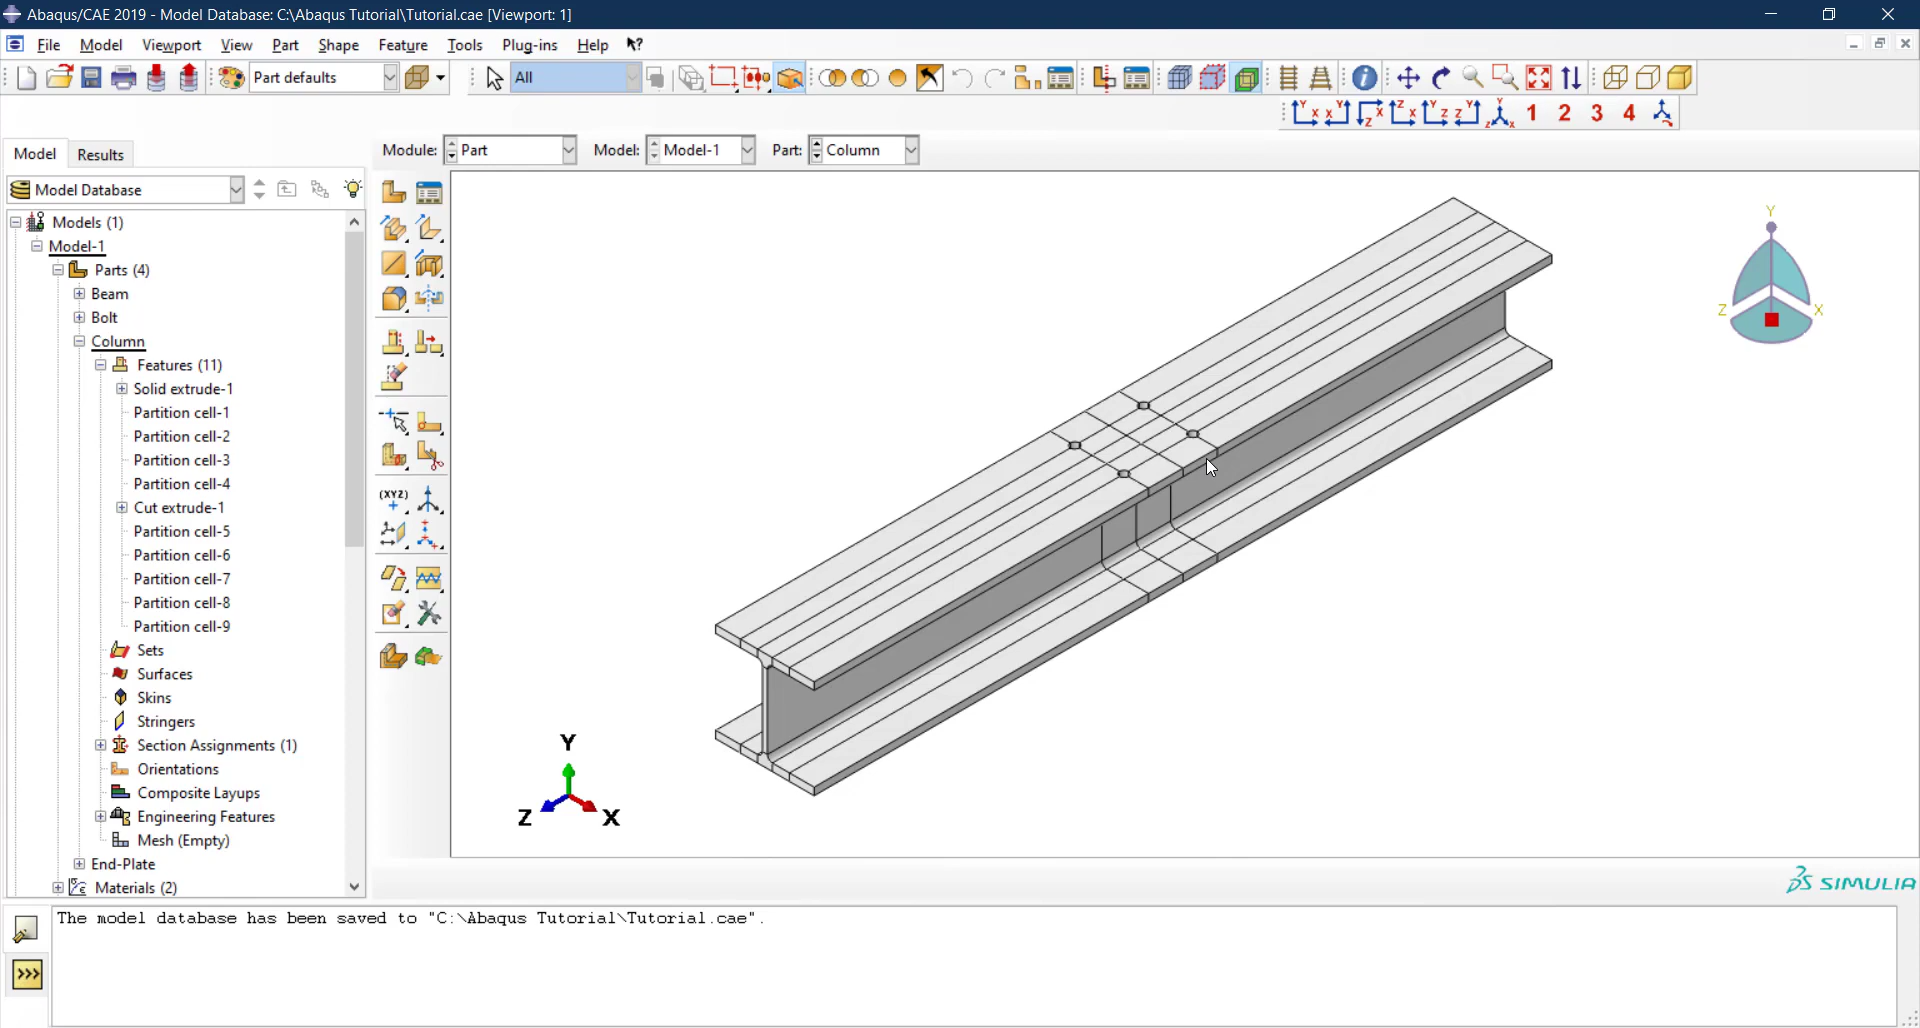 Abaqus/CAE 2019 - Model Database: C:\Abaqus Tutorial\Tutorial.cae [Viewport: 1]
File Model Viewport View Part Shape Feature Tools Plug-ins Help
Part defaults All
1 2 3 4
Model Results
Module: Part Model: Model-1 Part: Column
Model Database
Models (1)
Model-1
Parts (4)
Beam
Bolt
Column
Features (11)
Solid extrude-1
Partition cell-1
Partition cell-2
Partition cell-3
Partition cell-4
Cut extrude-1
Partition cell-5
Partition cell-6
Partition cell-7
Partition cell-8
Partition cell-9
Sets
Surfaces
Skins
Stringers
Section Assignments (1)
Orientations
Composite Layups
Engineering Features
Mesh (Empty)
End-Plate
Materials (2)
(XYZ)
Y
Z X
Y
Z X
SIMULIA
The model database has been saved to "C:\Abaqus Tutorial\Tutorial.cae".
>>>